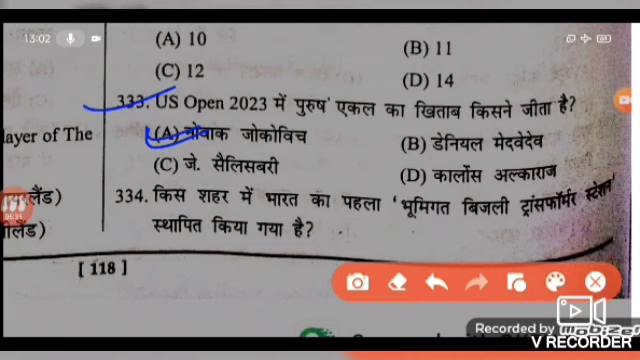 13:02
(A) 10
(B) 11
(C) 12
(D) 14
333. US Open 2023 में पुरुष' एकल का खिताब किसने जीता है?
layer of The
(A) नोवाक जोकोविच
(B) डेनियल मेदवेदेव
(C) जे. सैलिसबरी
(D) कार्लोस अल्काराज
334. किस शहर में भारत का पहला 'भूमिगत बिजली ट्रांसफॉर्मर स्टेशन'
लैंड)
स्थापित किया गया है?
[ 118 ]
Recorded by
V RECORDER